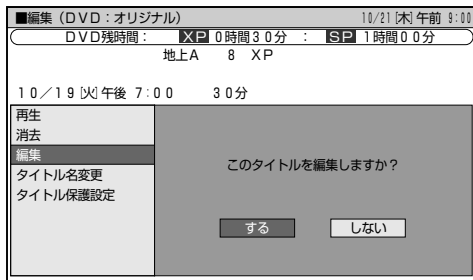 ■編集(DVD:オリジナル) 10/21[木]午前 9:00
DVD残時間: XP 0時間30分 : SP 1時間00分
地上A 8 XP
10/19[火]午後 7:00 30分
再生
消去
編集
タイトル名変更
タイトル保護設定
このタイトルを編集しますか?
する しない